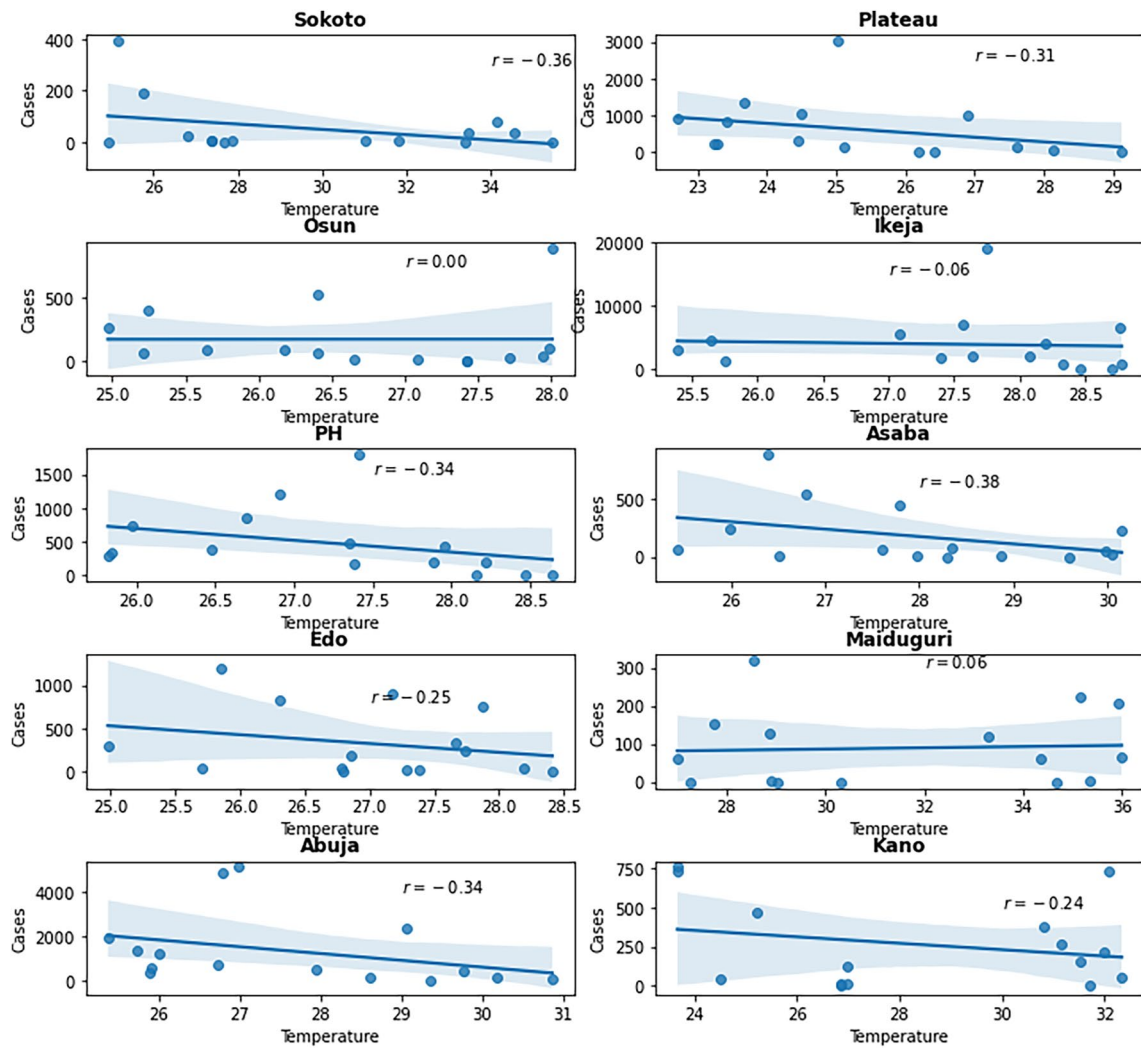 Sokoto
Cases
400
200
0
r = −0.36
26 28 30 32 34
Temperature
Plateau
Cases
3000
2000
1000
0
r = −0.31
23 24 25 26 27 28 29
Temperature
Osun
Cases
500
0
r = 0.00
25.0 25.5 26.0 26.5 27.0 27.5 28.0
Temperature
Ikeja
Cases
20000
10000
0
r = −0.06
25.5 26.0 26.5 27.0 27.5 28.0 28.5
Temperature
PH
Cases
1500
1000
500
0
r = −0.34
26.0 26.5 27.0 27.5 28.0 28.5
Temperature
Asaba
Cases
500
0
r = −0.38
26 27 28 29 30
Temperature
Edo
Cases
1000
500
0
r = −0.25
25.0 25.5 26.0 26.5 27.0 27.5 28.0 28.5
Temperature
Maiduguri
Cases
300
200
100
0
r = 0.06
28 30 32 34 36
Temperature
Abuja
Cases
4000
2000
0
r = −0.34
26 27 28 29 30 31
Temperature
Kano
Cases
750
500
250
0
r = −0.24
24 26 28 30 32
Temperature